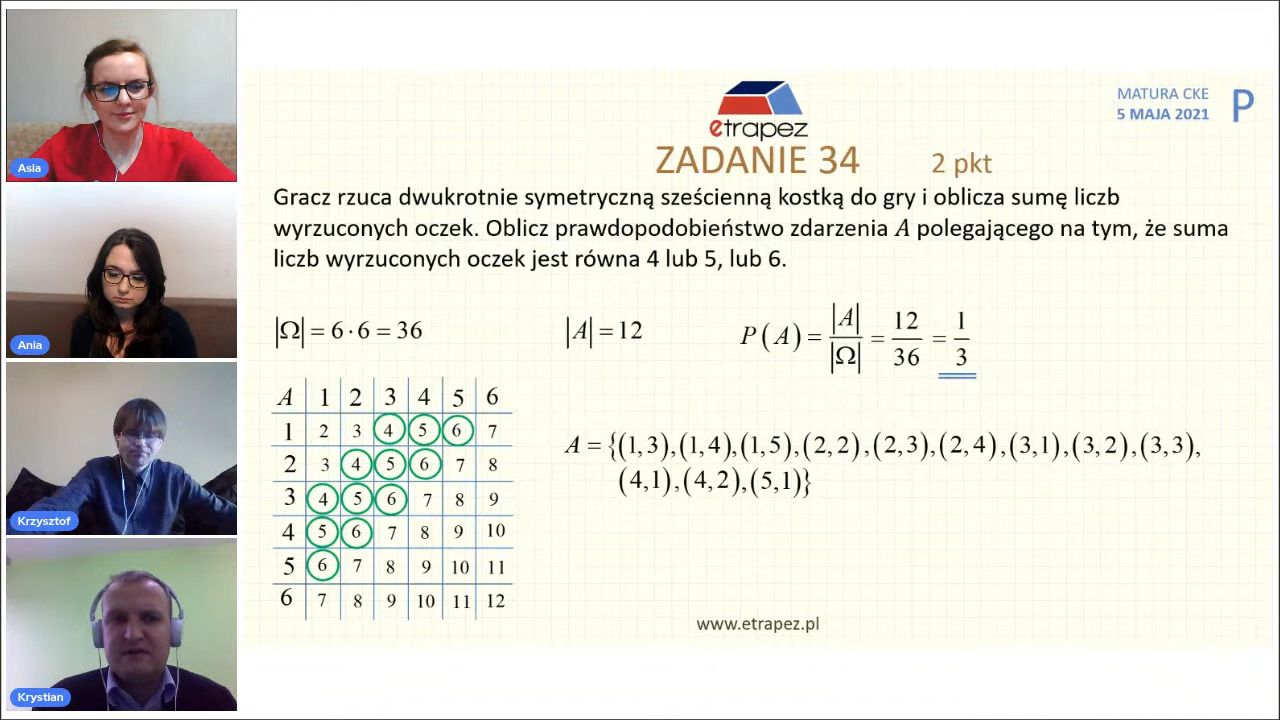 Asia
Ania
Krzysztof
Krystian
etrapez
MATURA CKE
5 MAJA 2021
P
ZADANIE 34 2 pkt
Gracz rzuca dwukrotnie symetryczną sześcienną kostką do gry i oblicza sumę liczb
wyrzuconych oczek. Oblicz prawdopodobieństwo zdarzenia A polegającego na tym, że suma
liczb wyrzuconych oczek jest równa 4 lub 5, lub 6.
|Ω| = 6 · 6 = 36 |A| = 12 P(A) = |A|/|Ω| = 12/36 = 1/3
A 1 2 3 4 5 6
1 2 3 4 5 6 7
2 3 4 5 6 7 8
3 4 5 6 7 8 9
4 5 6 7 8 9 10
5 6 7 8 9 10 11
6 7 8 9 10 11 12
A = {(1,3),(1,4),(1,5),(2,2),(2,3),(2,4),(3,1),(3,2),(3,3),
(4,1),(4,2),(5,1)}
www.etrapez.pl